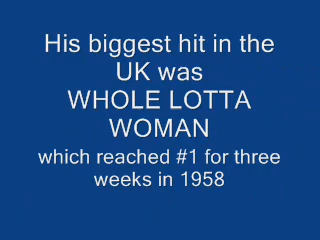 His biggest hit in the
UK was
WHOLE LOTTA
WOMAN
which reached #1 for three
weeks in 1958